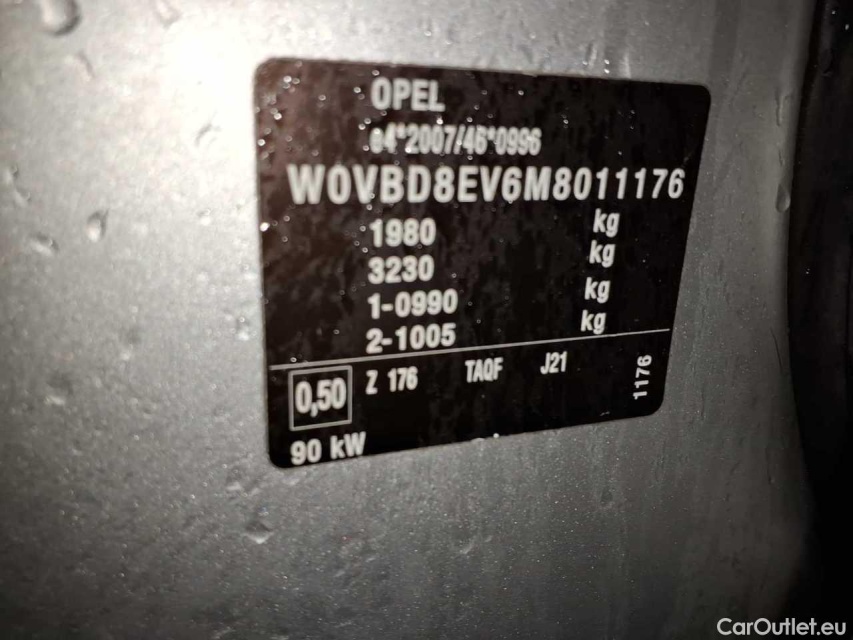 OPEL
e4*2007/46*0996
W0VBD8EV6M8011176
1980 kg
3230 kg
1-0990 kg
2-1005 kg
0,50 Z 176 TAQF J21 1176
90 kW
CarOutlet.eu